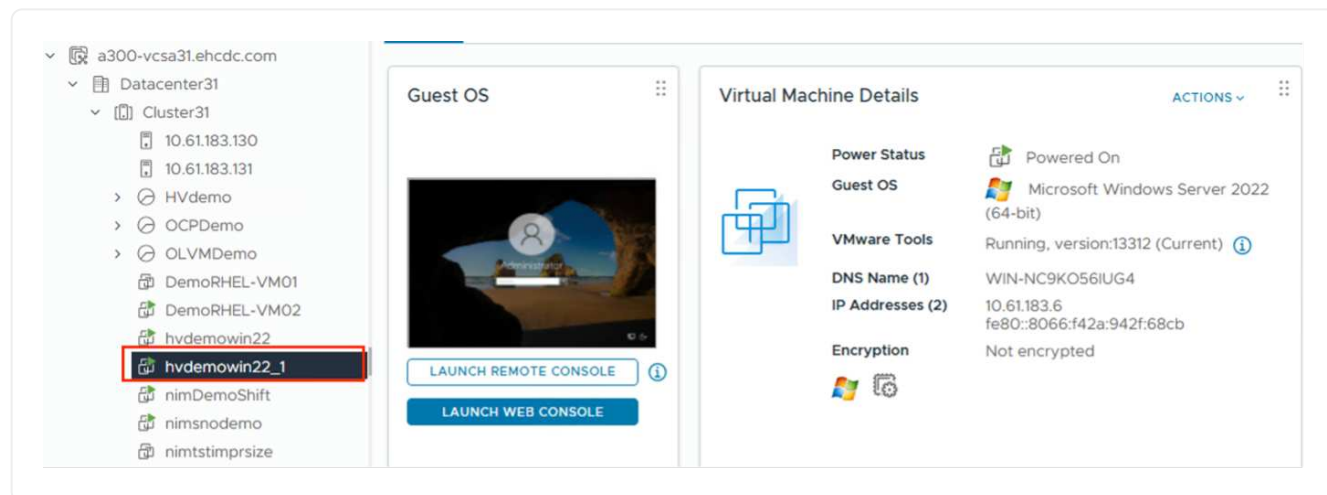 a300-vcsa31.ehcdc.com
Datacenter31
Cluster31
10.61.183.130
10.61.183.131
HVdemo
OCPDemo
OLVMDemo
DemoRHEL-VM01
DemoRHEL-VM02
hvdemowin22
hvdemowin22_1
nimDemoShift
nimsnodemo
nimtstimprsize
Guest OS
Administrator
LAUNCH REMOTE CONSOLE
LAUNCH WEB CONSOLE
Virtual Machine Details
ACTIONS
Power Status
Powered On
Guest OS
Microsoft Windows Server 2022
(64-bit)
VMware Tools
Running, version:13312 (Current)
DNS Name (1)
WIN-NC9KO56IUG4
IP Addresses (2)
10.61.183.6
fe80::8066:f42a:942f:68cb
Encryption
Not encrypted